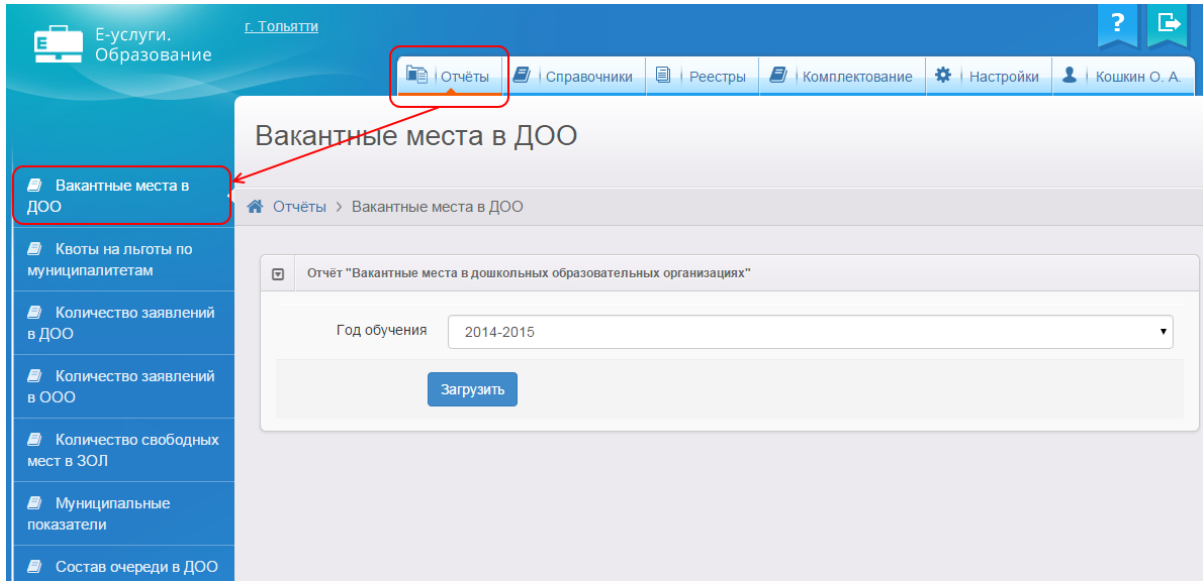 Е-услуги.
Образование
г. Тольятти
?
Отчёты
Справочники
Реестры
Комплектование
Настройки
Кошкин О. А.
Вакантные места в ДОО
Отчёты > Вакантные места в ДОО
Вакантные места в
ДОО
Квоты на льготы по
муниципалитетам
Количество заявлений
в ДОО
Количество заявлений
в ООО
Количество свободных
мест в ЗОЛ
Муниципальные
показатели
Состав очереди в ДОО
Отчёт "Вакантные места в дошкольных образовательных организациях"
Год обучения
2014-2015
Загрузить